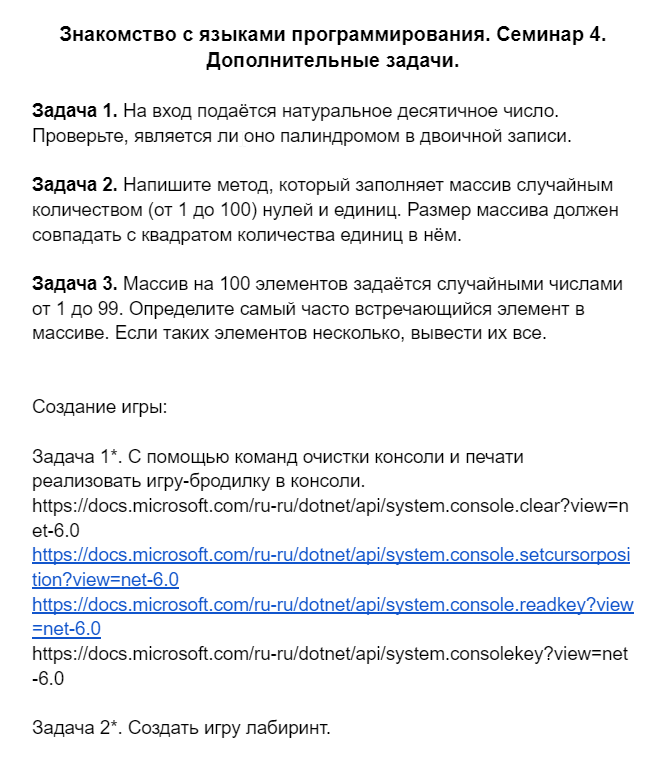 Знакомство с языками программирования. Семинар 4.
Дополнительные задачи.
Задача 1. На вход подаётся натуральное десятичное число.
Проверьте, является ли оно палиндромом в двоичной записи.
Задача 2. Напишите метод, который заполняет массив случайным
количеством (от 1 до 100) нулей и единиц. Размер массива должен
совпадать с квадратом количества единиц в нём.
Задача 3. Массив на 100 элементов задаётся случайными числами
от 1 до 99. Определите самый часто встречающийся элемент в
массиве. Если таких элементов несколько, вывести их все.
Создание игры:
Задача 1*. С помощью команд очистки консоли и печати
реализовать игру-бродилку в консоли.
https://docs.microsoft.com/ru-ru/dotnet/api/system.console.clear?view=n
et-6.0
https://docs.microsoft.com/ru-ru/dotnet/api/system.console.setcursorposi
tion?view=net-6.0
https://docs.microsoft.com/ru-ru/dotnet/api/system.console.readkey?view
=net-6.0
https://docs.microsoft.com/ru-ru/dotnet/api/system.consolekey?view=net
-6.0
Задача 2*. Создать игру лабиринт.